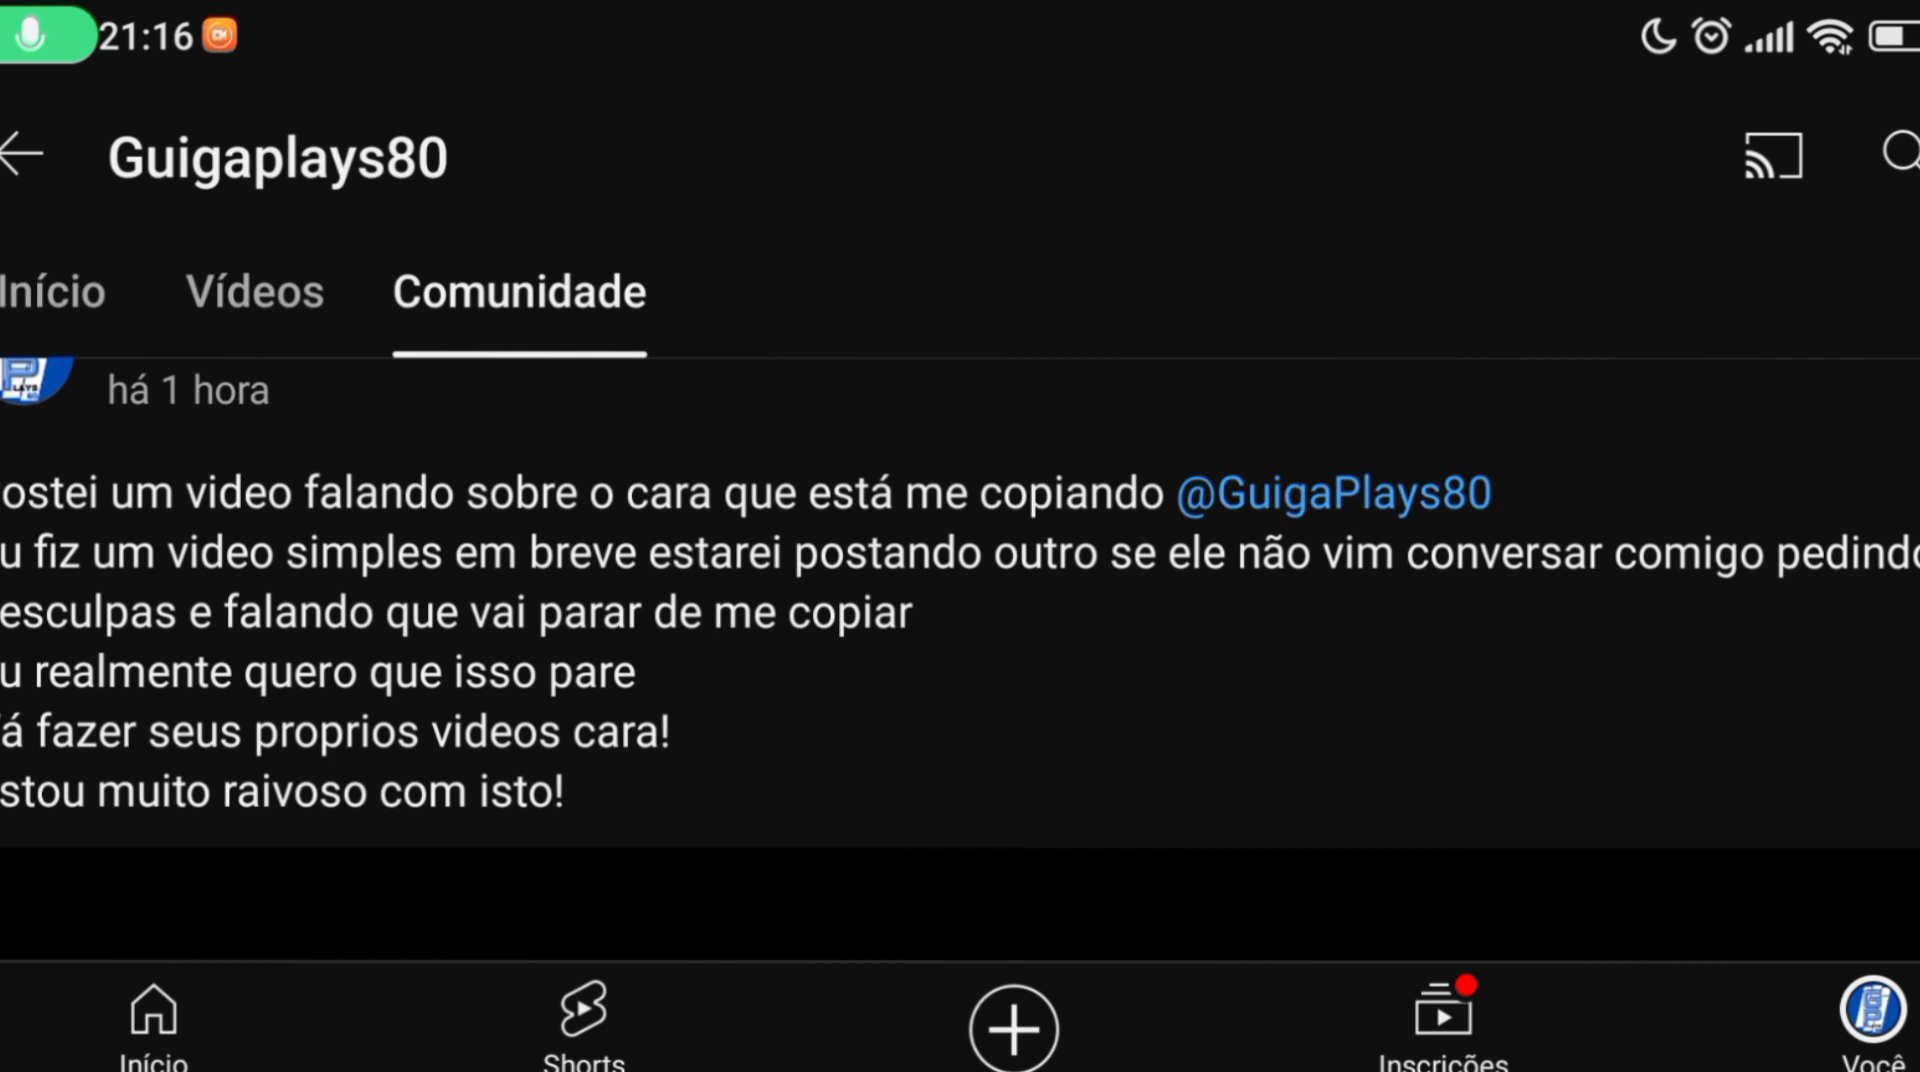 21:16
Guigaplays80
Início Vídeos Comunidade
há 1 hora
ostei um video falando sobre o cara que está me copiando @GuigaPlays80
u fiz um video simples em breve estarei postando outro se ele não vim conversar comigo pedindo
esculpas e falando que vai parar de me copiar
u realmente quero que isso pare
á fazer seus proprios videos cara!
stou muito raivoso com isto!
Início Shorts Inscrições Você